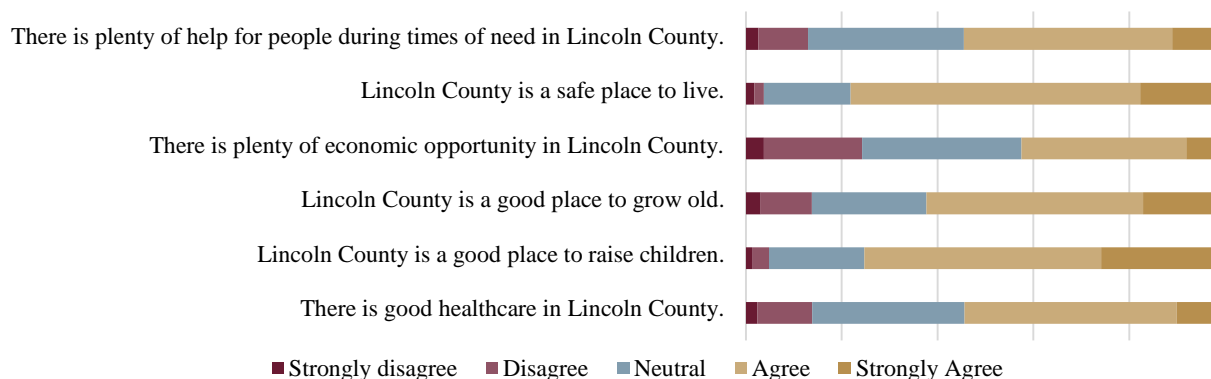 There is plenty of help for people during times of need in Lincoln County.
Lincoln County is a safe place to live.
There is plenty of economic opportunity in Lincoln County.
Lincoln County is a good place to grow old.
Lincoln County is a good place to raise children.
There is good healthcare in Lincoln County.
Strongly disagree Disagree Neutral Agree Strongly Agree